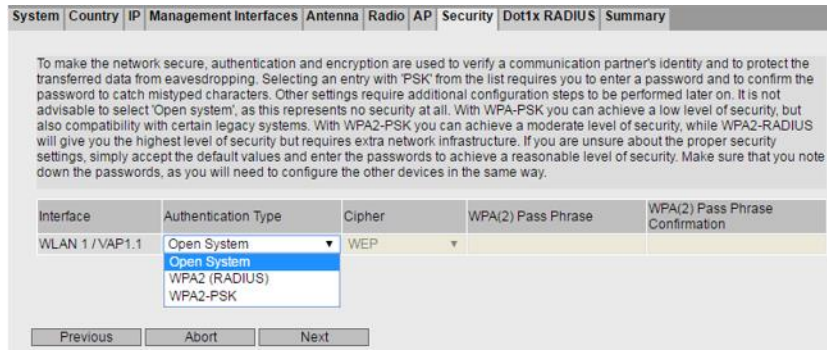 System Country IP Management Interfaces Antenna Radio AP Security Dot1x RADIUS Summary
To make the network secure, authentication and encryption are used to verify a communication partner's identity and to protect the
transferred data from eavesdropping. Selecting an entry with 'PSK' from the list requires you to enter a password and to confirm the
password to catch mistyped characters. Other settings require additional configuration steps to be performed later on. It is not
advisable to select 'Open system', as this represents no security at all. With WPA-PSK you can achieve a low level of security, but
also compatibility with certain legacy systems. With WPA2-PSK you can achieve a moderate level of security, while WPA2-RADIUS
will give you the highest level of security but requires extra network infrastructure. If you are unsure about the proper security
settings, simply accept the default values and enter the passwords to achieve a reasonable level of security. Make sure that you note
down the passwords, as you will need to configure the other devices in the same way.
Interface Authentication Type Cipher WPA(2) Pass Phrase WPA(2) Pass Phrase
Confirmation
WLAN 1 / VAP1.1 Open System WEP
Open System
WPA2 (RADIUS)
WPA2-PSK
Previous Abort Next